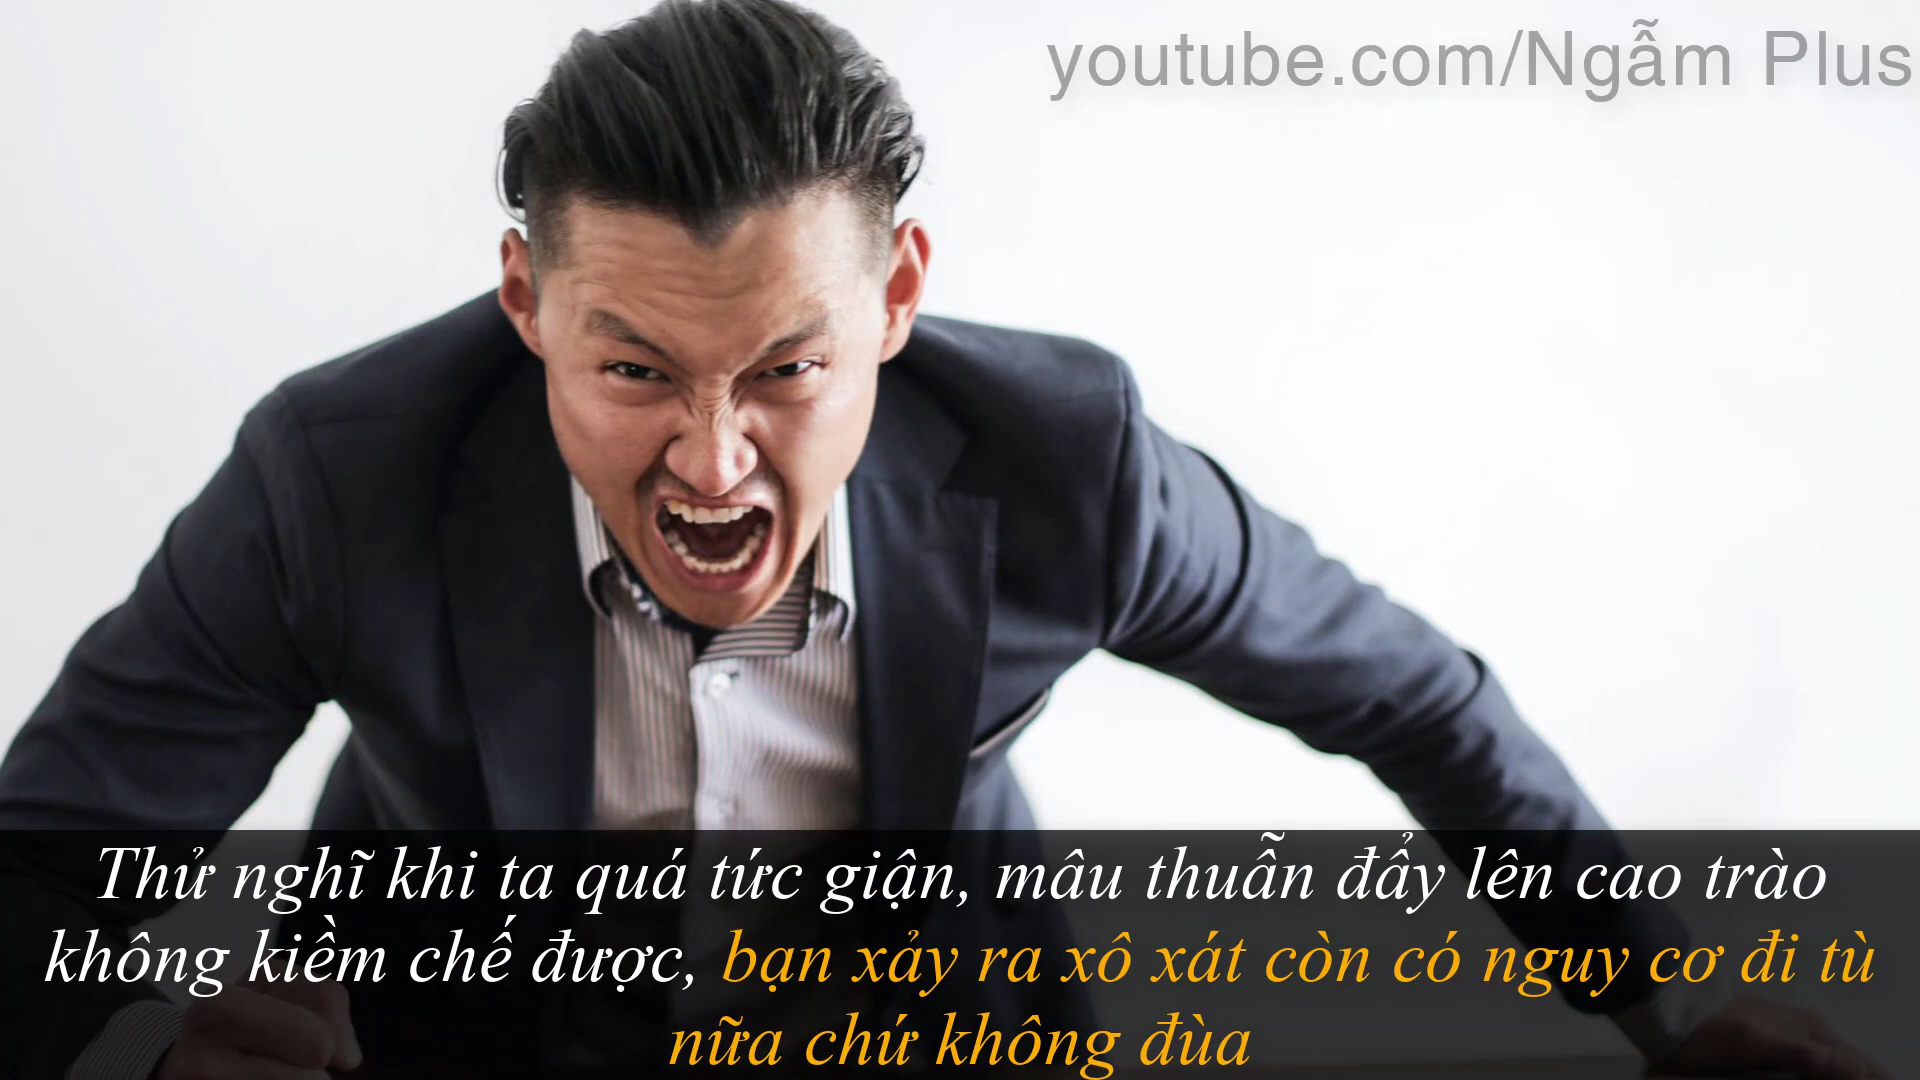 youtube.com/Ngẫm Plus
Thử nghĩ khi ta quá tức giận, mâu thuẫn đẩy lên cao trào
không kiềm chế được, bạn xảy ra xô xát còn có nguy cơ đi tù
nữa chứ không đùa